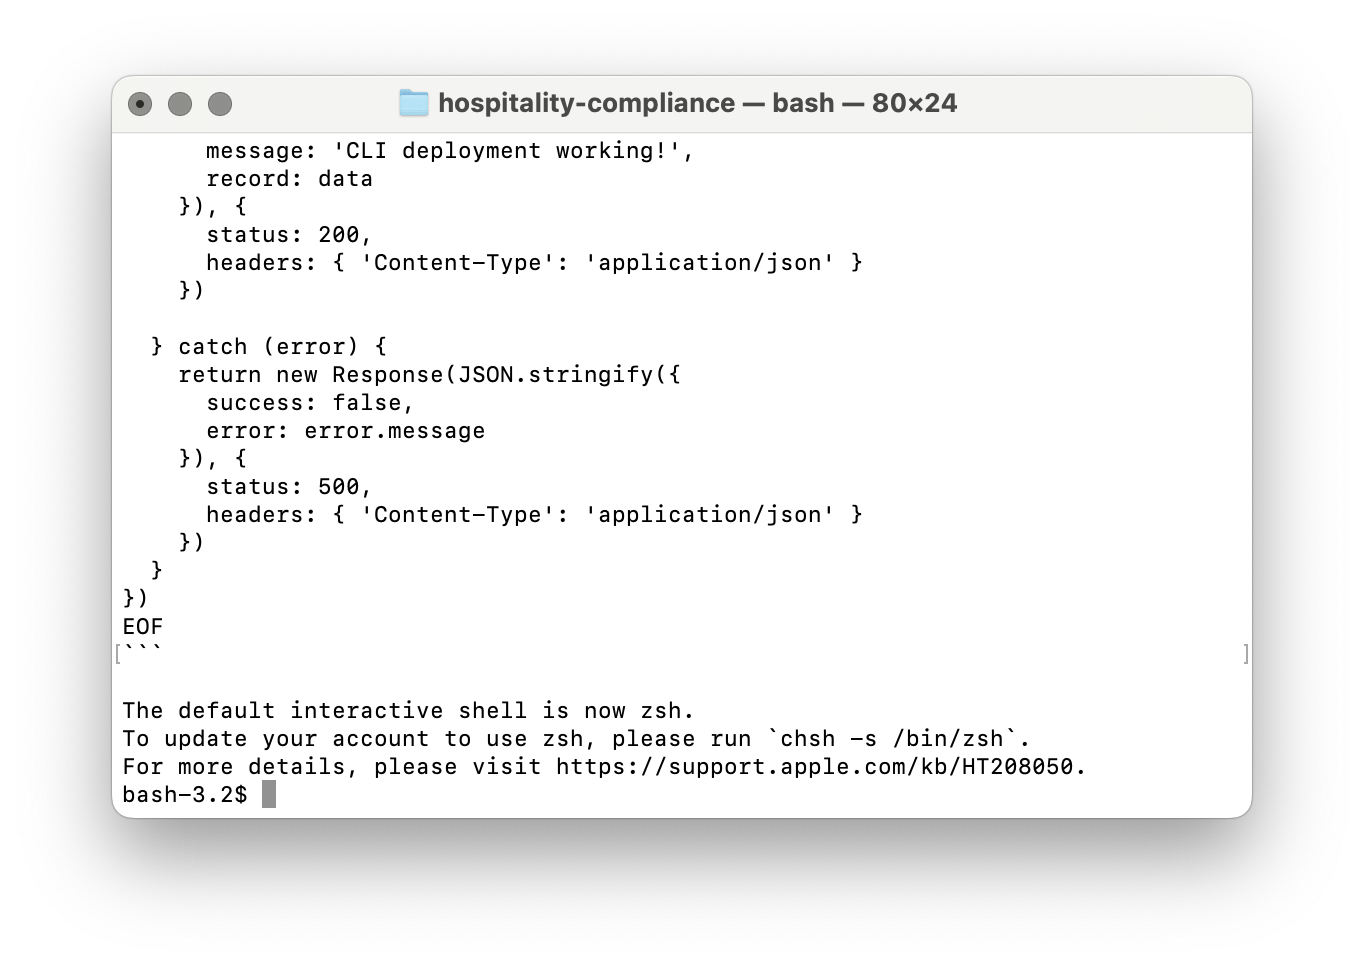 hospitality-compliance — bash — 80×24
      message: 'CLI deployment working!',
      record: data
    }), {
      status: 200,
      headers: { 'Content-Type': 'application/json' }
    })

  } catch (error) {
    return new Response(JSON.stringify({
      success: false,
      error: error.message
    }), {
      status: 500,
      headers: { 'Content-Type': 'application/json' }
    })
  }
})
EOF
[```]

The default interactive shell is now zsh.
To update your account to use zsh, please run `chsh -s /bin/zsh`.
For more details, please visit https://support.apple.com/kb/HT208050.
bash-3.2$